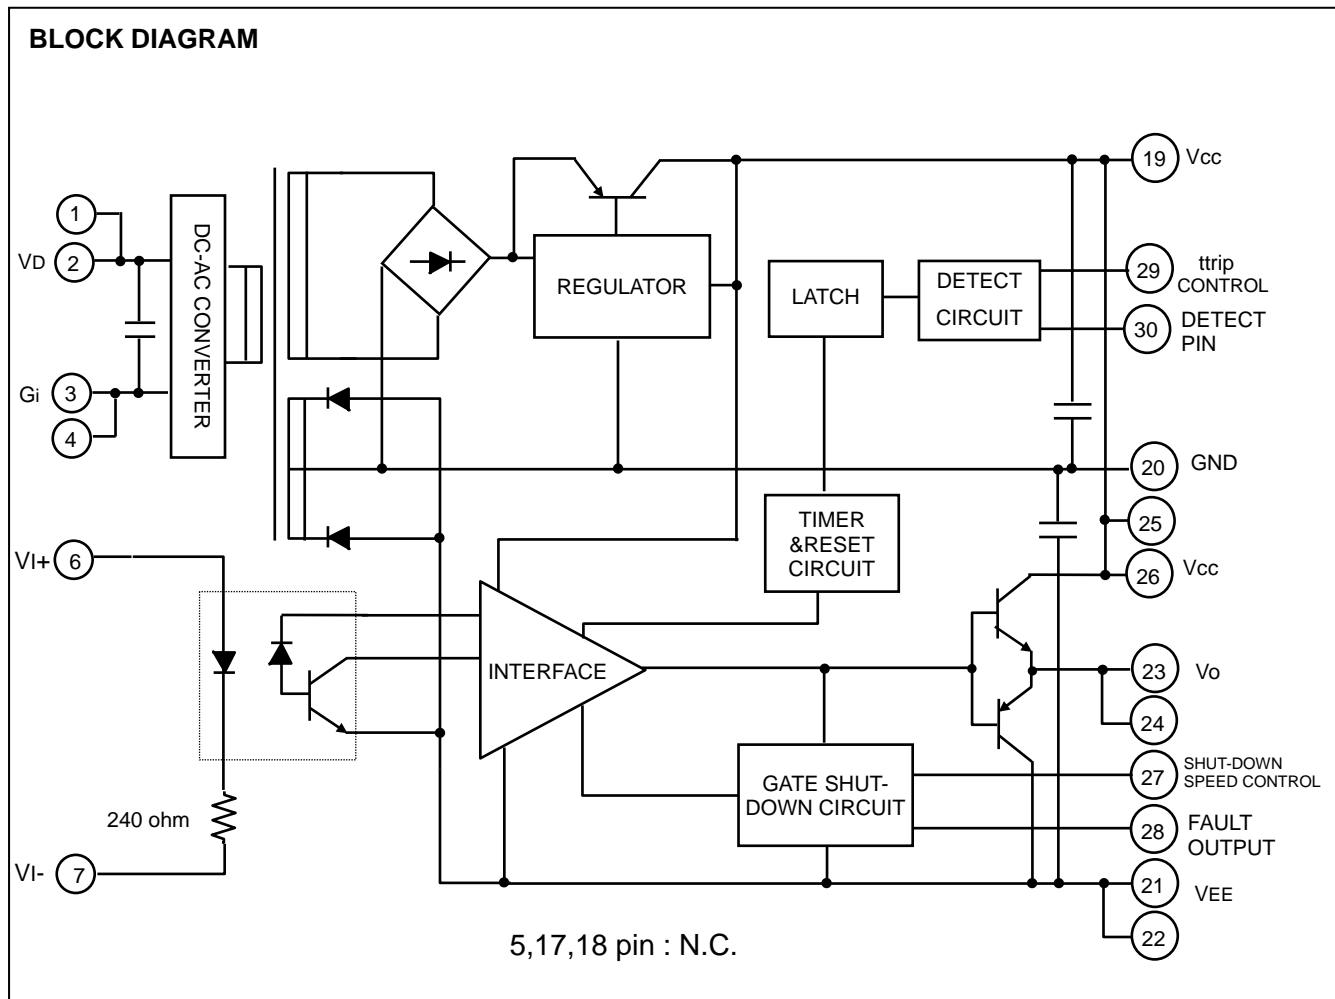 BLOCK DIAGRAM
1
VD
2
Gi
3
4
DC-AC CONVERTER
REGULATOR
LATCH
DETECT
CIRCUIT
19
Vcc
29
ttrip
CONTROL
30
DETECT
PIN
20
GND
25
26
Vcc
TIMER
&RESET
CIRCUIT
VI+
6
INTERFACE
23
Vo
24
240 ohm
GATE SHUT-
DOWN CIRCUIT
27
SHUT-DOWN
SPEED CONTROL
28
FAULT
OUTPUT
VI-
7
21
VEE
22
5,17,18 pin : N.C.